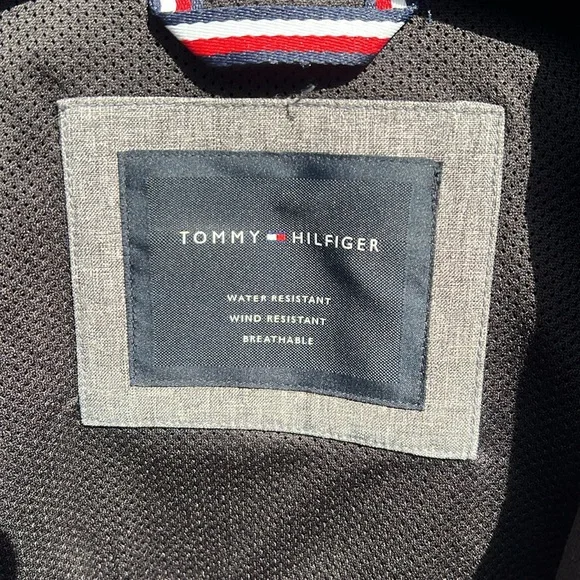 TOMMY HILFIGER
WATER RESISTANT
WIND RESISTANT
BREATHABLE